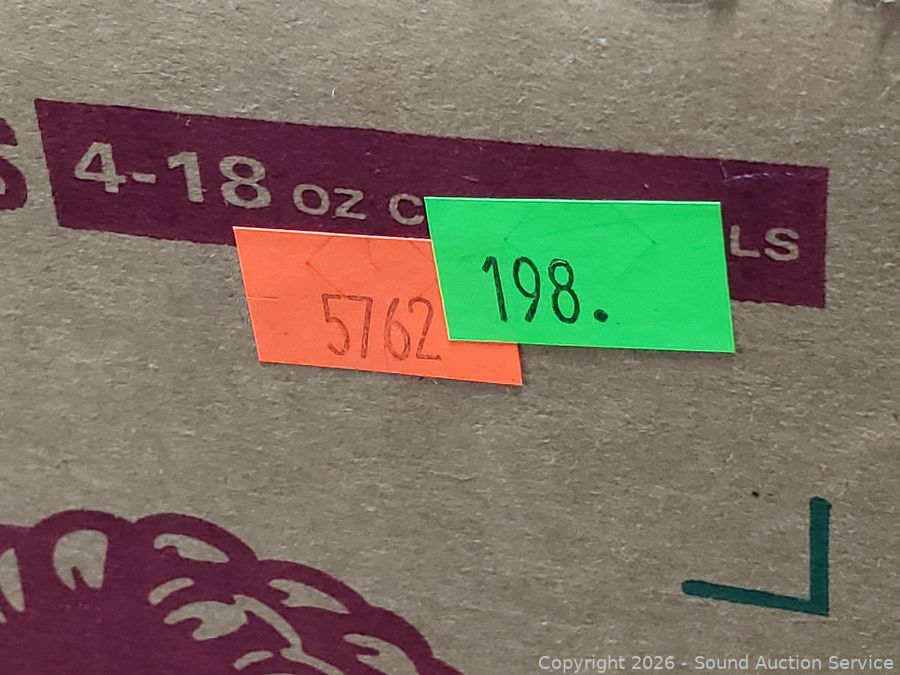 4-18 OZ C
LS
5762
198.
Copyright 2026 - Sound Auction Service